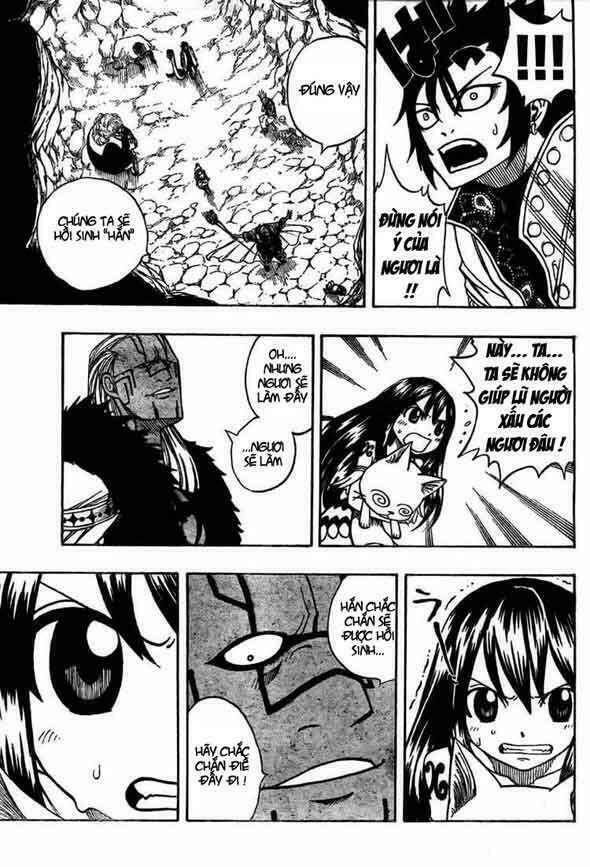 ば!!
!!!
ĐỪNG NÓI
Ý CỦA
NGƯƠI LÀ
!!
ĐÚNG VẬY
CHÚNG TA SẼ
HỒI SINH "HẮN"
NÀY... TA...
TA SẼ KHÔNG
GIÚP LŨ NGƯỜI
XẤU CÁC
NGƯƠI ĐÂU !
OH....
NHƯNG
NGƯƠI SẼ
LÀM ĐẤY
...NGƯƠI
SẼ LÀM
HẮN CHẮC
CHẮN SẼ
ĐƯỢC HỒI
SINH...
HÃY CHẮC
CHẮN ĐIỀ
ĐẤY ĐI !